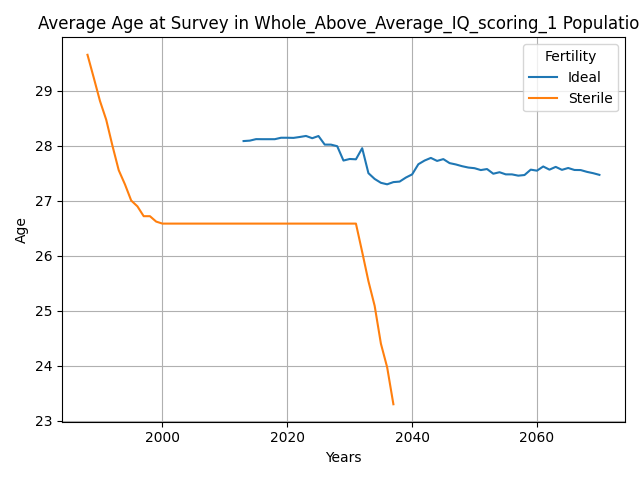 Average Age at Survey in Whole_Above_Average_IQ_scoring_1 Populatio
Fertility
Ideal
Sterile
29
28
27
26
25
24
23
Age
2000 2020 2040 2060
Years